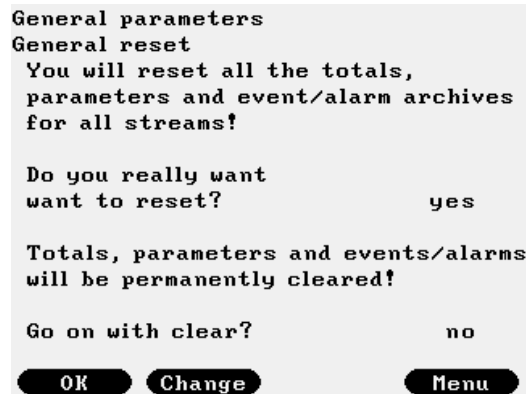 General parameters
General reset
You will reset all the totals,
parameters and event/alarm archives
for all streams!
Do you really want
want to reset? yes
Totals, parameters and events/alarms
will be permanently cleared!
Go on with clear? no
OK Change Menu